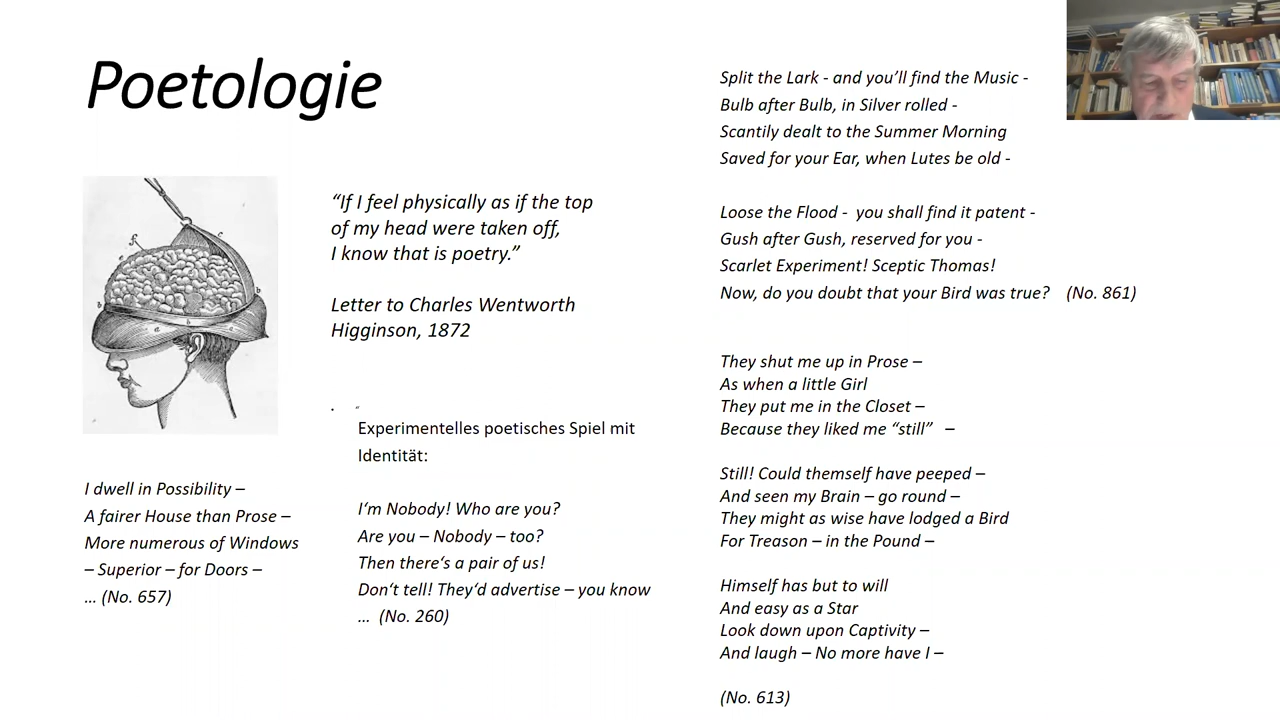 Poetologie
“If I feel physically as if the top
of my head were taken off,
I know that is poetry.”
Letter to Charles Wentworth
Higginson, 1872
I dwell in Possibility –
A fairer House than Prose –
More numerous of Windows
– Superior – for Doors –
… (No. 657)
Experimentelles poetisches Spiel mit
Identität:
I‘m Nobody! Who are you?
Are you – Nobody – too?
Then there‘s a pair of us!
Don‘t tell! They‘d advertise – you know
… (No. 260)
Split the Lark - and you’ll find the Music -
Bulb after Bulb, in Silver rolled -
Scantily dealt to the Summer Morning
Saved for your Ear, when Lutes be old -
Loose the Flood - you shall find it patent -
Gush after Gush, reserved for you -
Scarlet Experiment! Sceptic Thomas!
Now, do you doubt that your Bird was true? (No. 861)
They shut me up in Prose –
As when a little Girl
They put me in the Closet –
Because they liked me “still” –
Still! Could themself have peeped –
And seen my Brain – go round –
They might as wise have lodged a Bird
For Treason – in the Pound –
Himself has but to will
And easy as a Star
Look down upon Captivity –
And laugh – No more have I –
(No. 613)